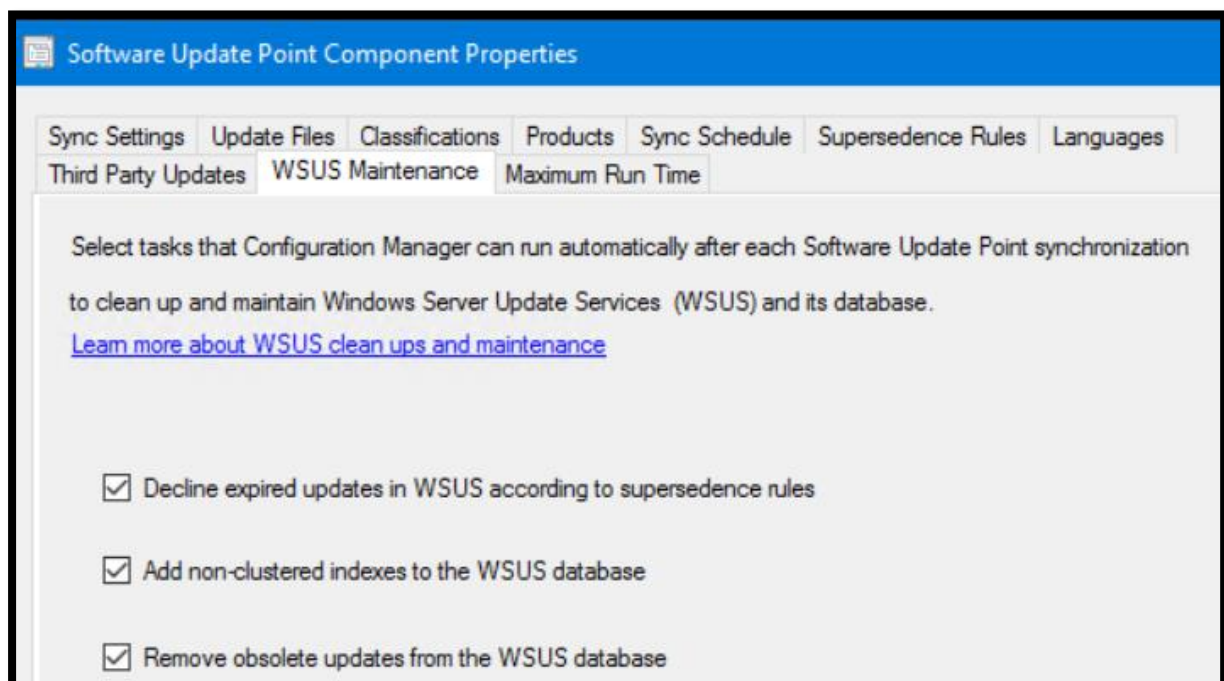 Software Update Point Component Properties
Sync Settings Update Files Classifications Products Sync Schedule Supersedence Rules Languages
Third Party Updates WSUS Maintenance Maximum Run Time
Select tasks that Configuration Manager can run automatically after each Software Update Point synchronization
to clean up and maintain Windows Server Update Services (WSUS) and its database.
Learn more about WSUS clean ups and maintenance
Decline expired updates in WSUS according to supersedence rules
Add non-clustered indexes to the WSUS database
Remove obsolete updates from the WSUS database